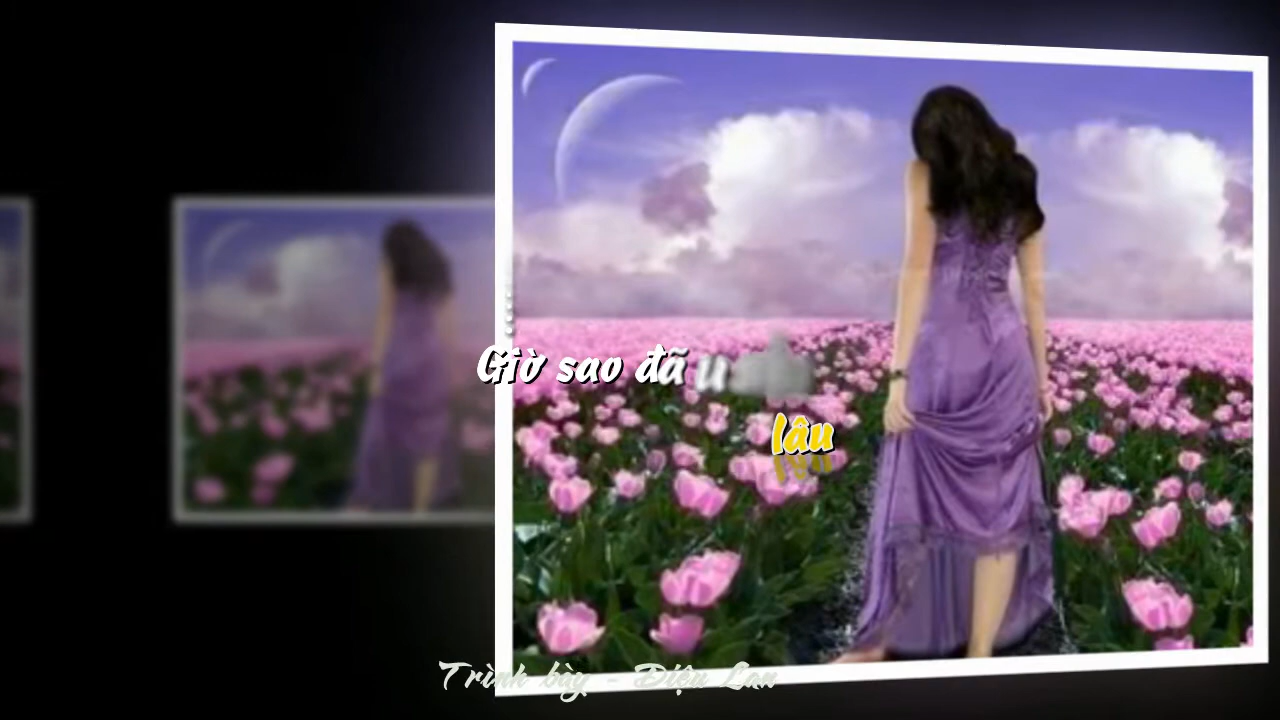 Giờ sao đã
lâu
Trình bày - Diệu Lan